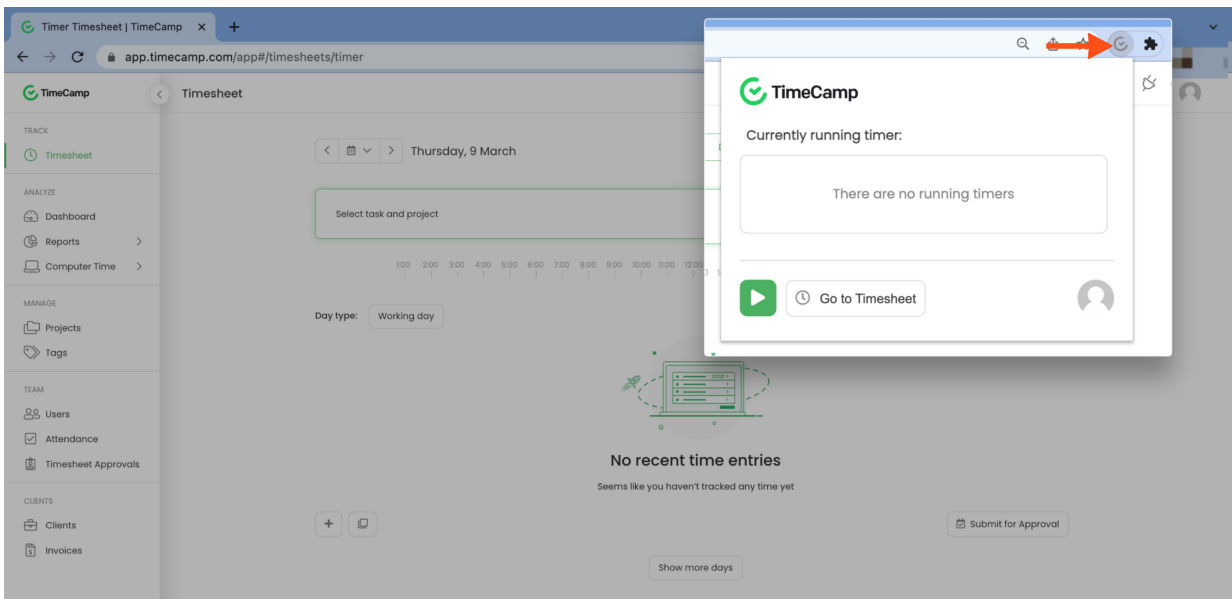 Timer Timesheet | TimeCamp
app.timecamp.com/app#/timesheets/timer
TimeCamp
Timesheet
TRACK
Timesheet
ANALYZE
Dashboard
Reports
Computer Time
MANAGE
Projects
Tags
TEAM
Users
Attendance
Timesheet Approvals
CLIENTS
Clients
Invoices
Thursday, 9 March
Select task and project
1:00 2:00 3:00 4:00 5:00 6:00 7:00 8:00 9:00 10:00 11:00 12:00
Day type: Working day
No recent time entries
Seems like you haven't tracked any time yet
Submit for Approval
Show more days
TimeCamp
Currently running timer:
There are no running timers
Go to Timesheet